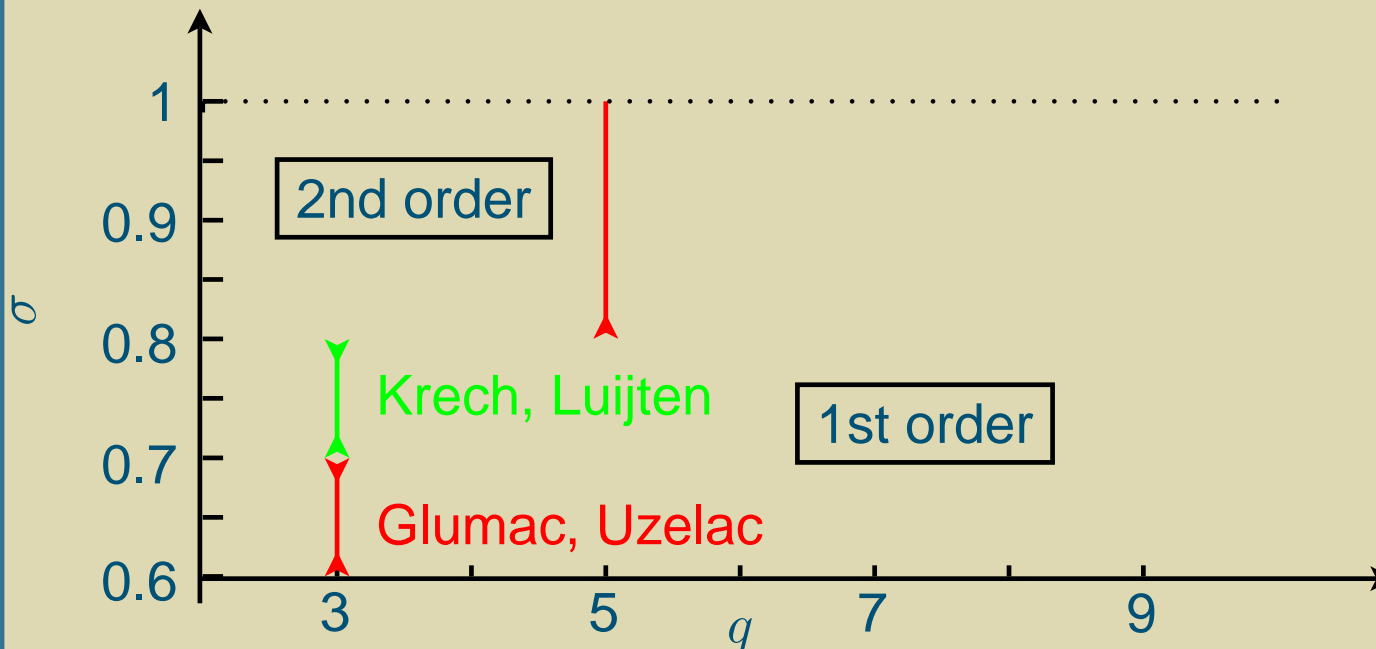 1
2nd order
0.9
σ
0.8
Krech, Luijten
1st order
0.7
Glumac, Uzelac
0.6
3 5 7 9
q